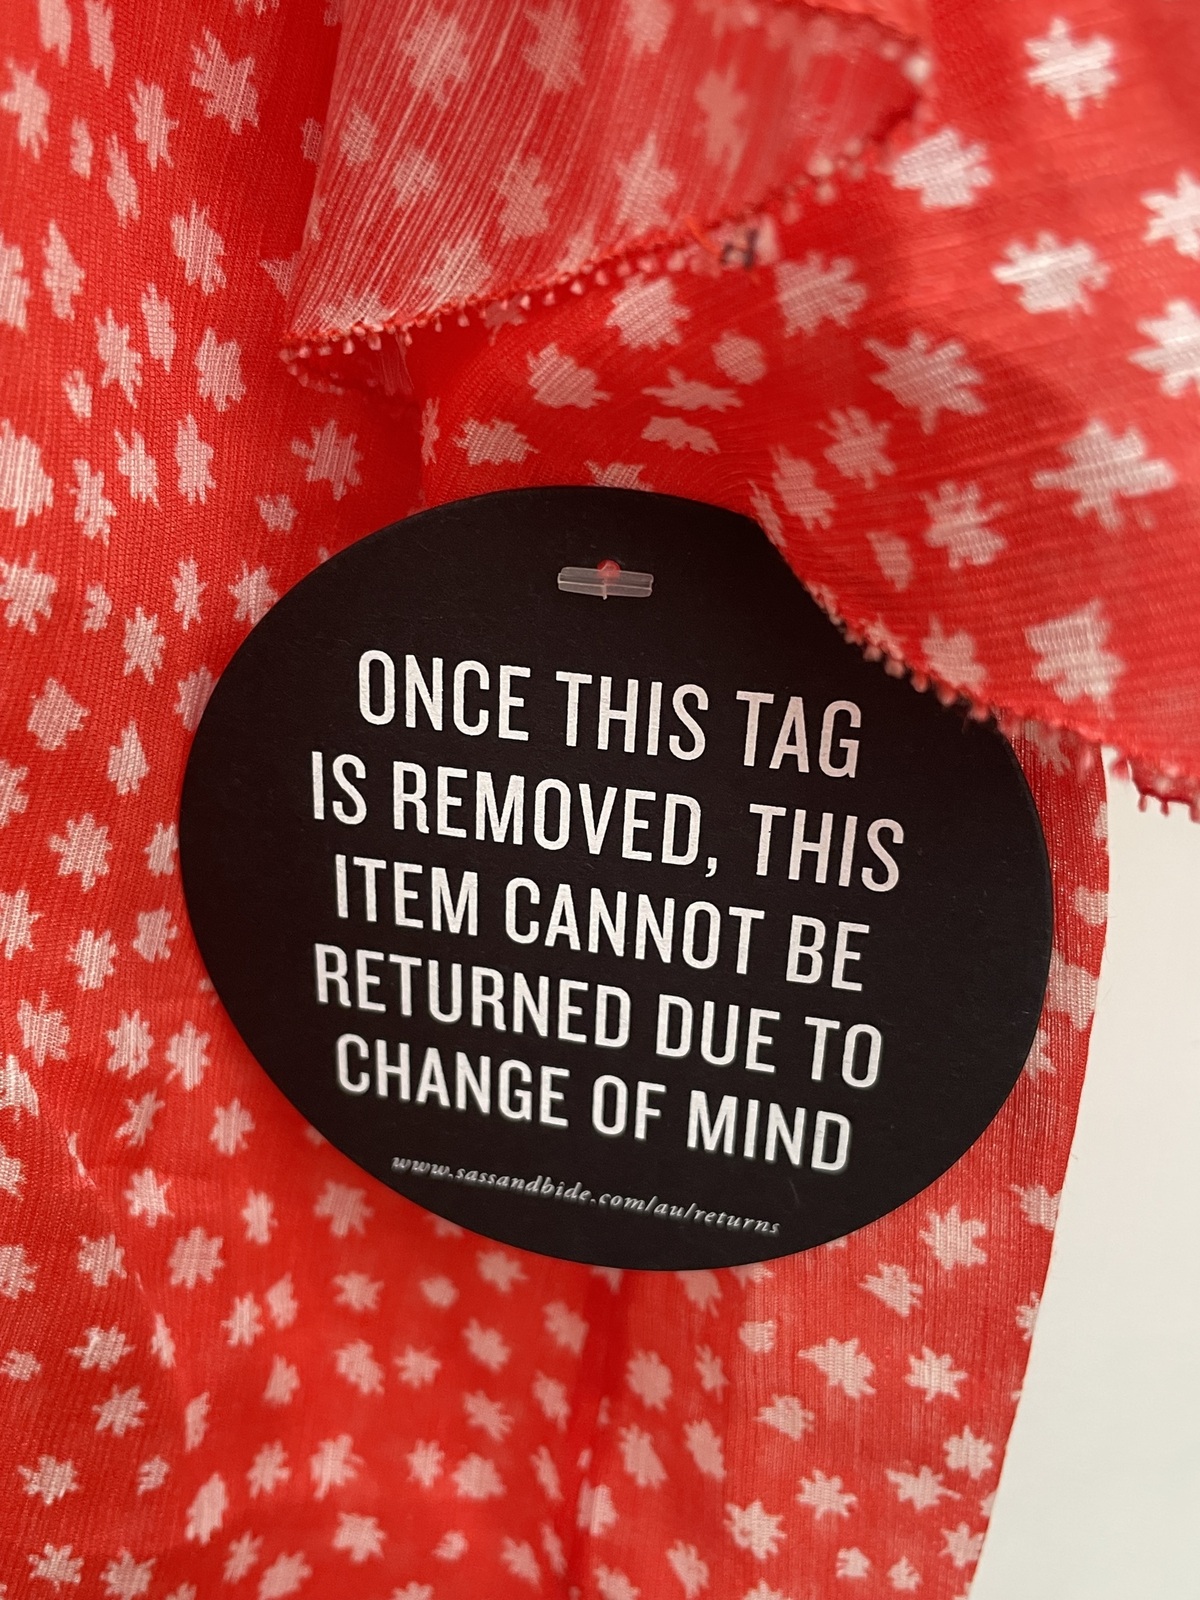 ONCE THIS TAG
IS REMOVED, THIS
ITEM CANNOT BE
RETURNED DUE TO
CHANGE OF MIND
www.sassandbide.com/au/returns